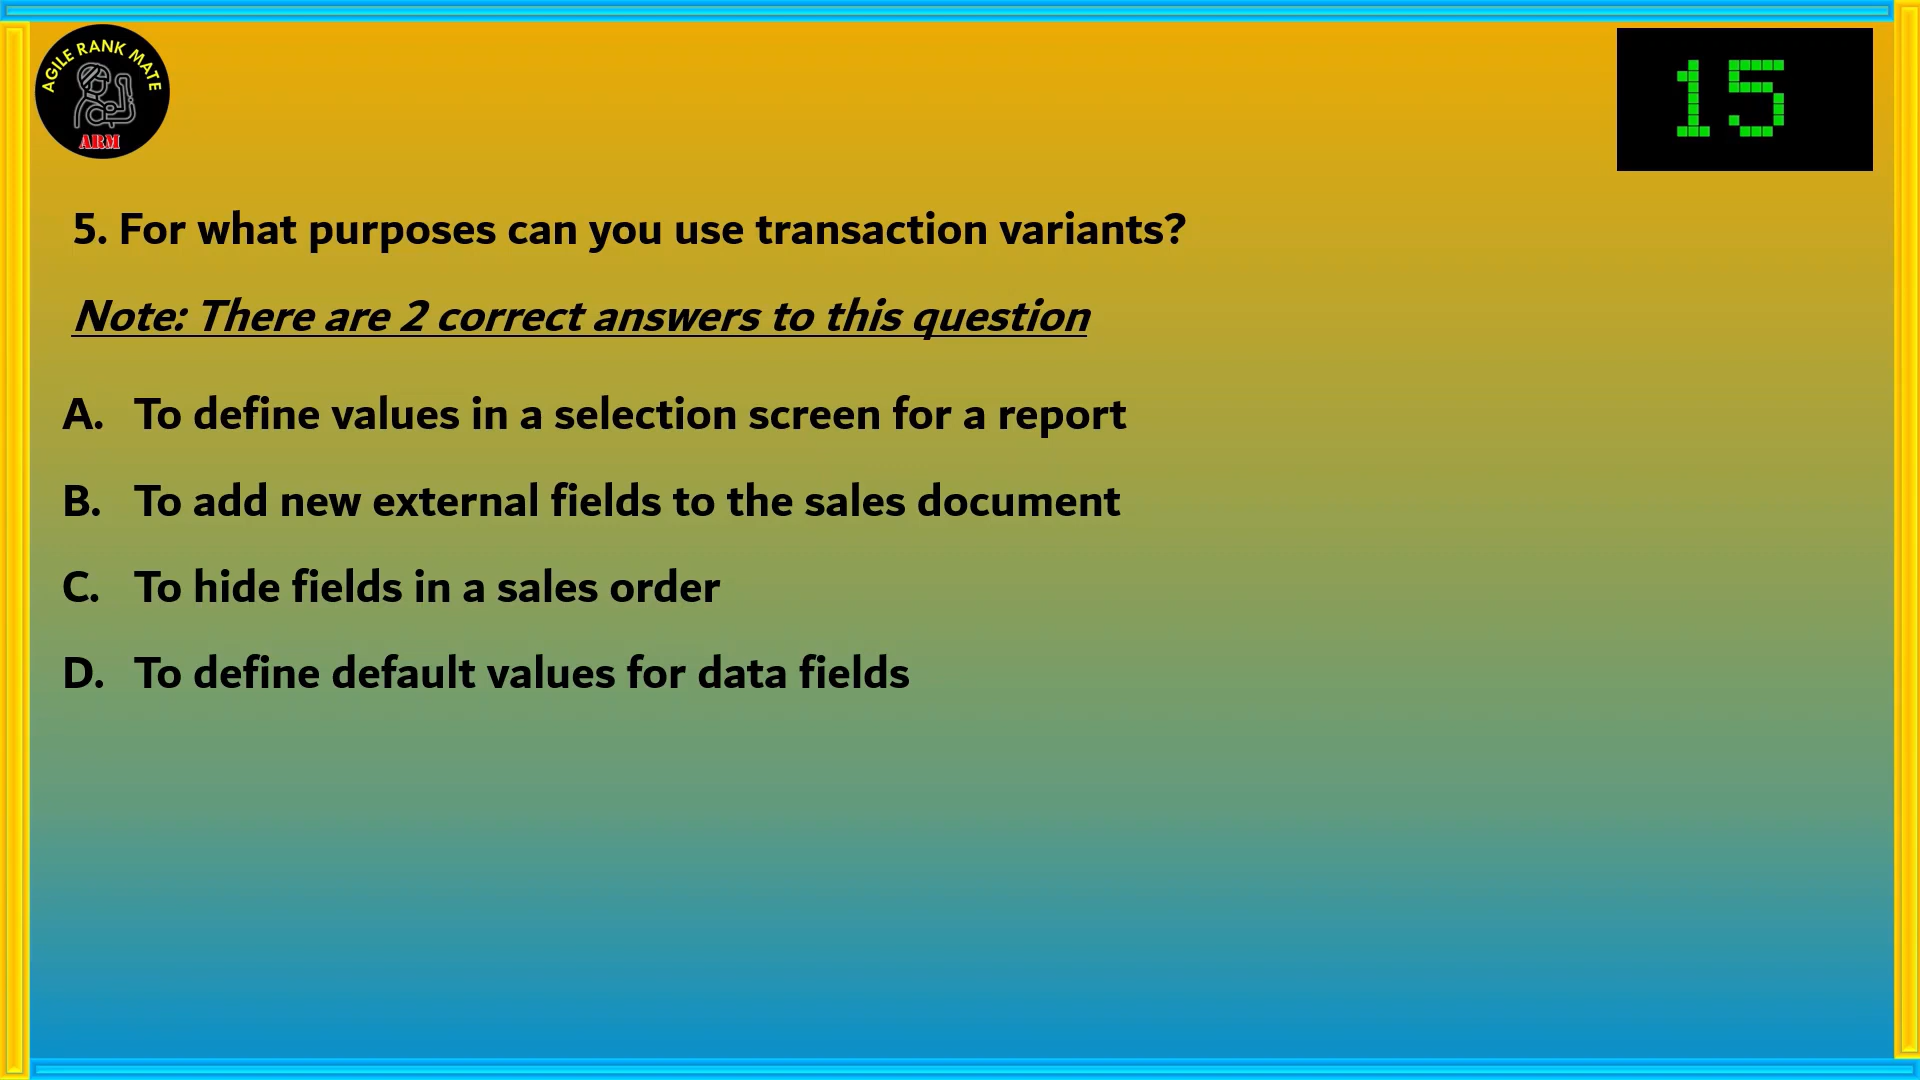 AGILE RANK MATE
ARM
15
5. For what purposes can you use transaction variants?
Note: There are 2 correct answers to this question
A. To define values in a selection screen for a report
B. To add new external fields to the sales document
C. To hide fields in a sales order
D. To define default values for data fields